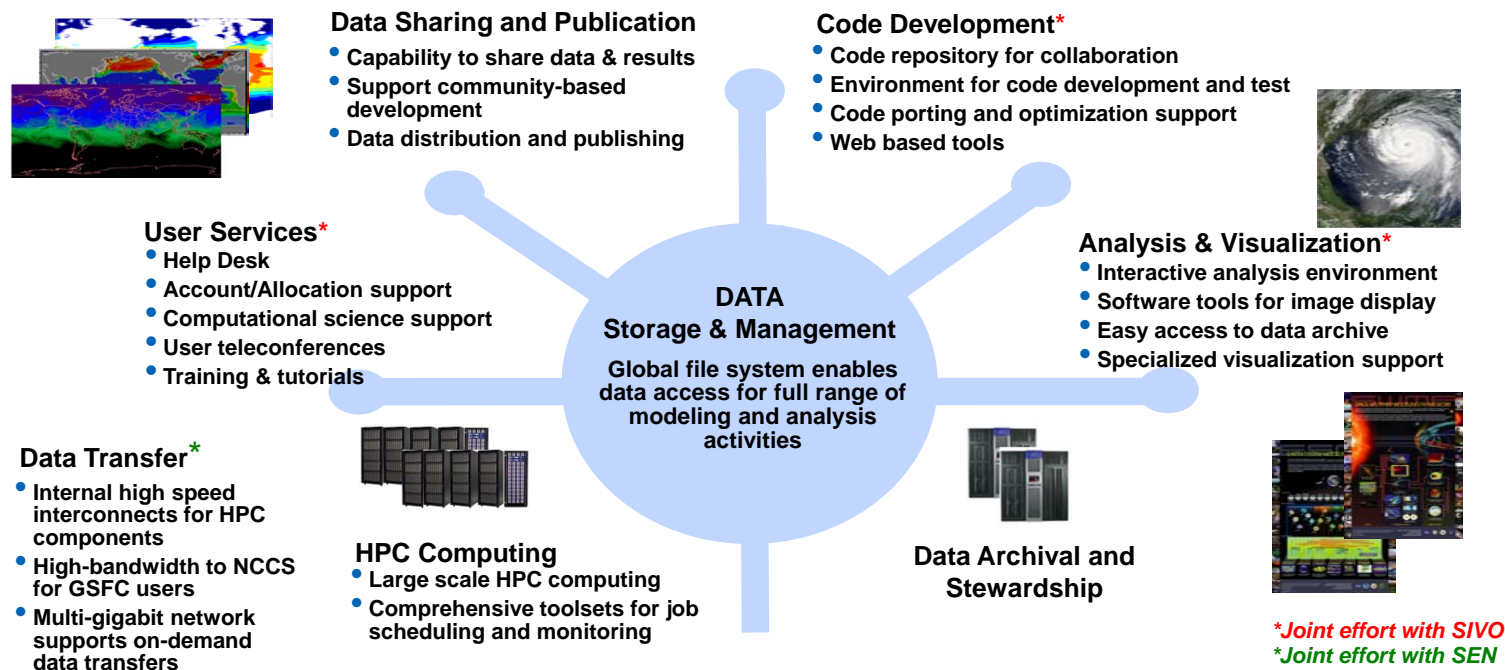 Data Sharing and Publication
• Capability to share data & results
• Support community-based
development
• Data distribution and publishing
Code Development*
• Code repository for collaboration
• Environment for code development and test
• Code porting and optimization support
• Web based tools
User Services*
• Help Desk
• Account/Allocation support
• Computational science support
• User teleconferences
• Training & tutorials
DATA
Storage & Management
Global file system enables
data access for full range of
modeling and analysis
activities
Analysis & Visualization*
• Interactive analysis environment
• Software tools for image display
• Easy access to data archive
• Specialized visualization support
Data Transfer*
• Internal high speed
interconnects for HPC
components
• High-bandwidth to NCCS
for GSFC users
• Multi-gigabit network
supports on-demand
data transfers
HPC Computing
• Large scale HPC computing
• Comprehensive toolsets for job
scheduling and monitoring
Data Archival and
Stewardship
*Joint effort with SIVO
*Joint effort with SEN